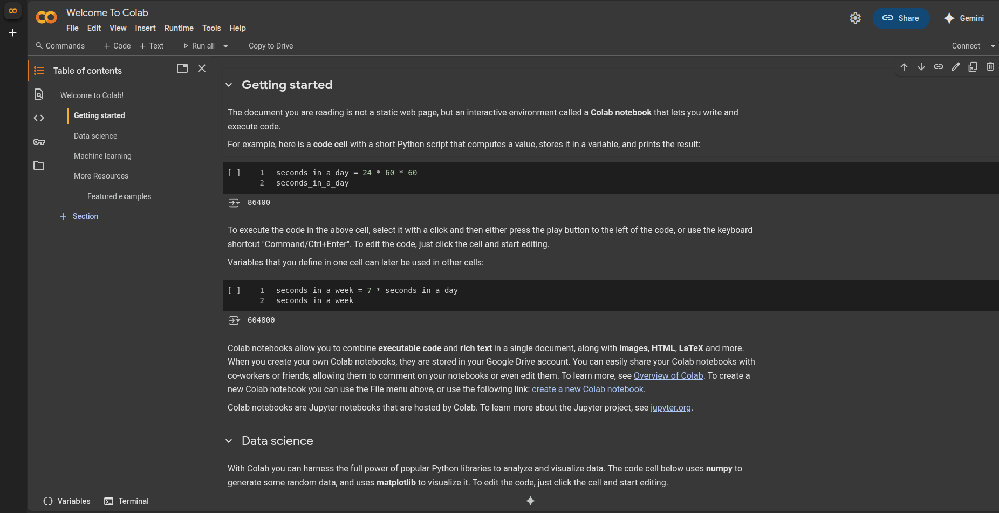 Welcome To Colab
File Edit View Insert Runtime Tools Help
Share
Gemini
Commands
+ Code + Text
Run all
Copy to Drive
Connect
Table of contents
Welcome to Colab!
Getting started
Data science
Machine learning
More Resources
Featured examples
+ Section
Getting started
The document you are reading is not a static web page, but an interactive environment called a Colab notebook that lets you write and
execute code.
For example, here is a code cell with a short Python script that computes a value, stores it in a variable, and prints the result:
[ ] 1 seconds_in_a_day = 24 * 60 * 60
2 seconds_in_a_day
86400
To execute the code in the above cell, select it with a click and then either press the play button to the left of the code, or use the keyboard
shortcut "Command/Ctrl+Enter". To edit the code, just click the cell and start editing.
Variables that you define in one cell can later be used in other cells:
[ ] 1 seconds_in_a_week = 7 * seconds_in_a_day
2 seconds_in_a_week
604800
Colab notebooks allow you to combine executable code and rich text in a single document, along with images, HTML, LaTeX and more.
When you create your own Colab notebooks, they are stored in your Google Drive account. You can easily share your Colab notebooks with
co-workers or friends, allowing them to comment on your notebooks or even edit them. To learn more, see Overview of Colab. To create a
new Colab notebook you can use the File menu above, or use the following link: create a new Colab notebook.
Colab notebooks are Jupyter notebooks that are hosted by Colab. To learn more about the Jupyter project, see jupyter.org.
Data science
With Colab you can harness the full power of popular Python libraries to analyze and visualize data. The code cell below uses numpy to
generate some random data, and uses matplotlib to visualize it. To edit the code, just click the cell and start editing.
Variables
Terminal